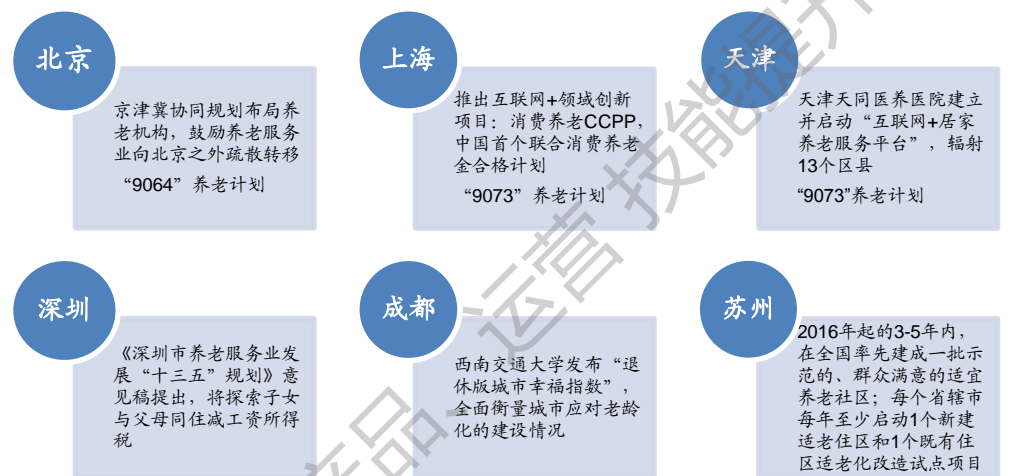 北京
京津冀协同规划布局养
老机构，鼓励养老服务
业向北京之外疏散转移
“9064”养老计划
上海
推出互联网+领域创新
项目：消费养老CCPP，
中国首个联合消费养老
金合格计划
“9073”养老计划
天津
天津天同医养医院建立
并启动“互联网+居家
养老服务平台”，辐射
13个区县
“9073”养老计划
深圳
《深圳市养老服务业发
展“十三五”规划》意
见稿提出，将探索子女
与父母同住减工资所得
税
成都
西南交通大学发布“退
休版城市幸福指数”，
全面衡量城市应对老龄
化的建设情况
苏州
2016年起的3-5年内，
在全国率先建成一批示
范的、群众满意的适宜
养老社区；每个省辖市
每年至少启动1个新建
适老住区和1个既有住
区适老化改造试点项目
产品、运营 技能提升